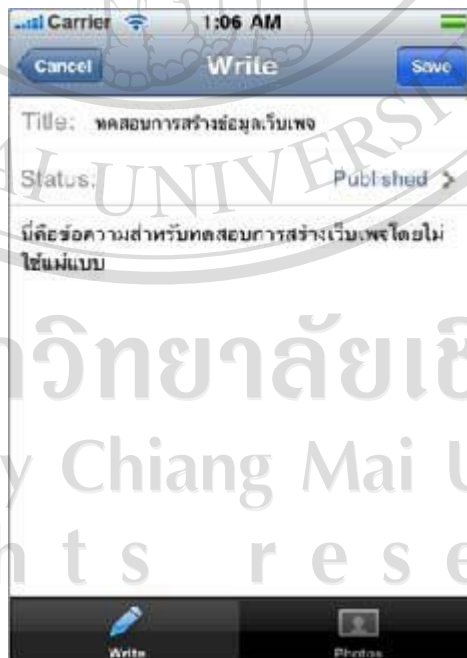 Carrier 1:06 AM
Cancel Write Save
Title: ทดสอบการสร้างข้อมูลเว็บเพจ
Status: Published
นี่คือข้อความสำหรับทดสอบการสร้างเว็บเพจโดยไม่
ใช้แม่แบบ
AI UNIVERS
าวิทยาลัยเชี
y Chiang Mai U
h t s r e s e
Write Photos